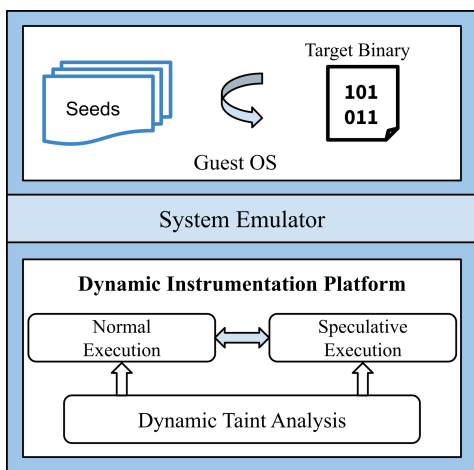 Target Binary
Seeds
101
011
Guest OS
System Emulator
Dynamic Instrumentation Platform
Normal
Execution
Speculative
Execution
Dynamic Taint Analysis